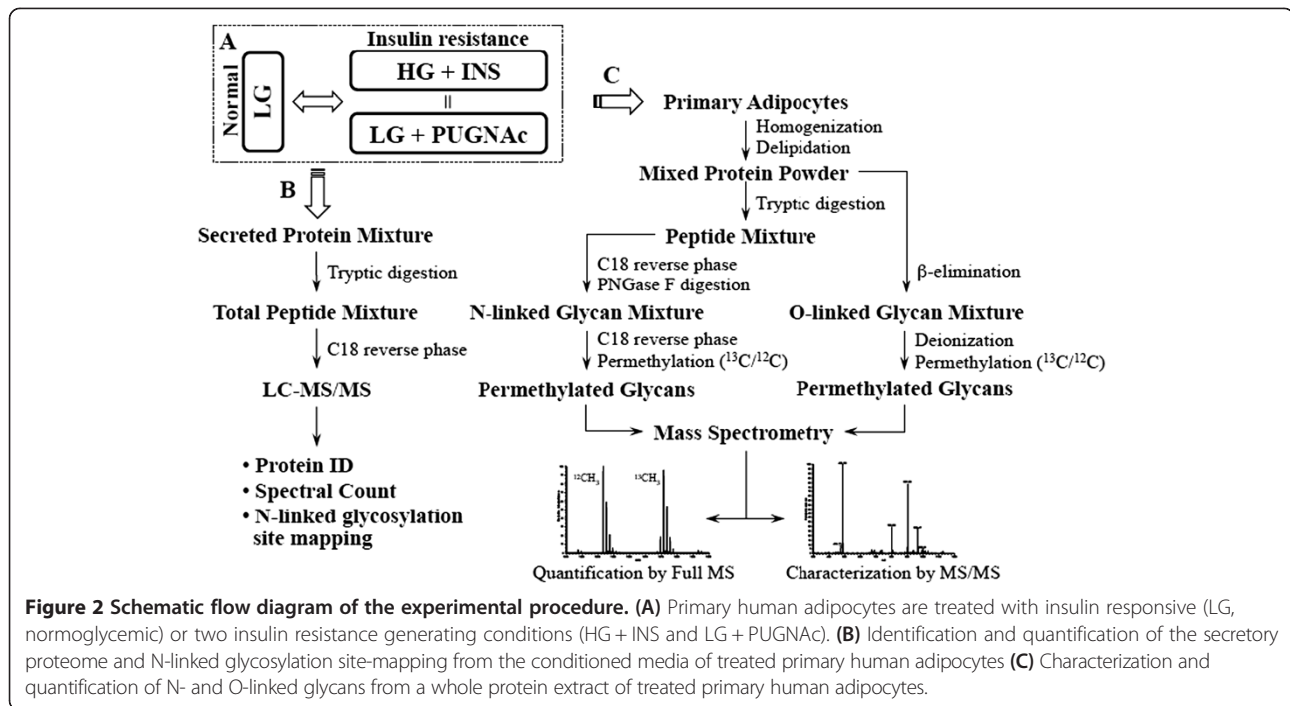 A
Normal
LG
Insulin resistance
HG + INS
=
LG + PUGNAc
B
Secreted Protein Mixture
Tryptic digestion
Total Peptide Mixture
C18 reverse phase
LC-MS/MS
• Protein ID
• Spectral Count
• N-linked glycosylation
site mapping
C
Primary Adipocytes
Homogenization
Delipidation
Mixed Protein Powder
Tryptic digestion
Peptide Mixture
C18 reverse phase
PNGase F digestion
β-elimination
N-linked Glycan Mixture
O-linked Glycan Mixture
C18 reverse phase
Permethylation (¹³C/¹²C)
Deionization
Permethylation (¹³C/¹²C)
Permethylated Glycans
Permethylated Glycans
Mass Spectrometry
¹²CH₃
¹³CH₃
Quantification by Full MS
Characterization by MS/MS
Figure 2 Schematic flow diagram of the experimental procedure. (A) Primary human adipocytes are treated with insulin responsive (LG,
normoglycemic) or two insulin resistance generating conditions (HG + INS and LG + PUGNAc). (B) Identification and quantification of the secretory
proteome and N-linked glycosylation site-mapping from the conditioned media of treated primary human adipocytes (C) Characterization and
quantification of N- and O-linked glycans from a whole protein extract of treated primary human adipocytes.